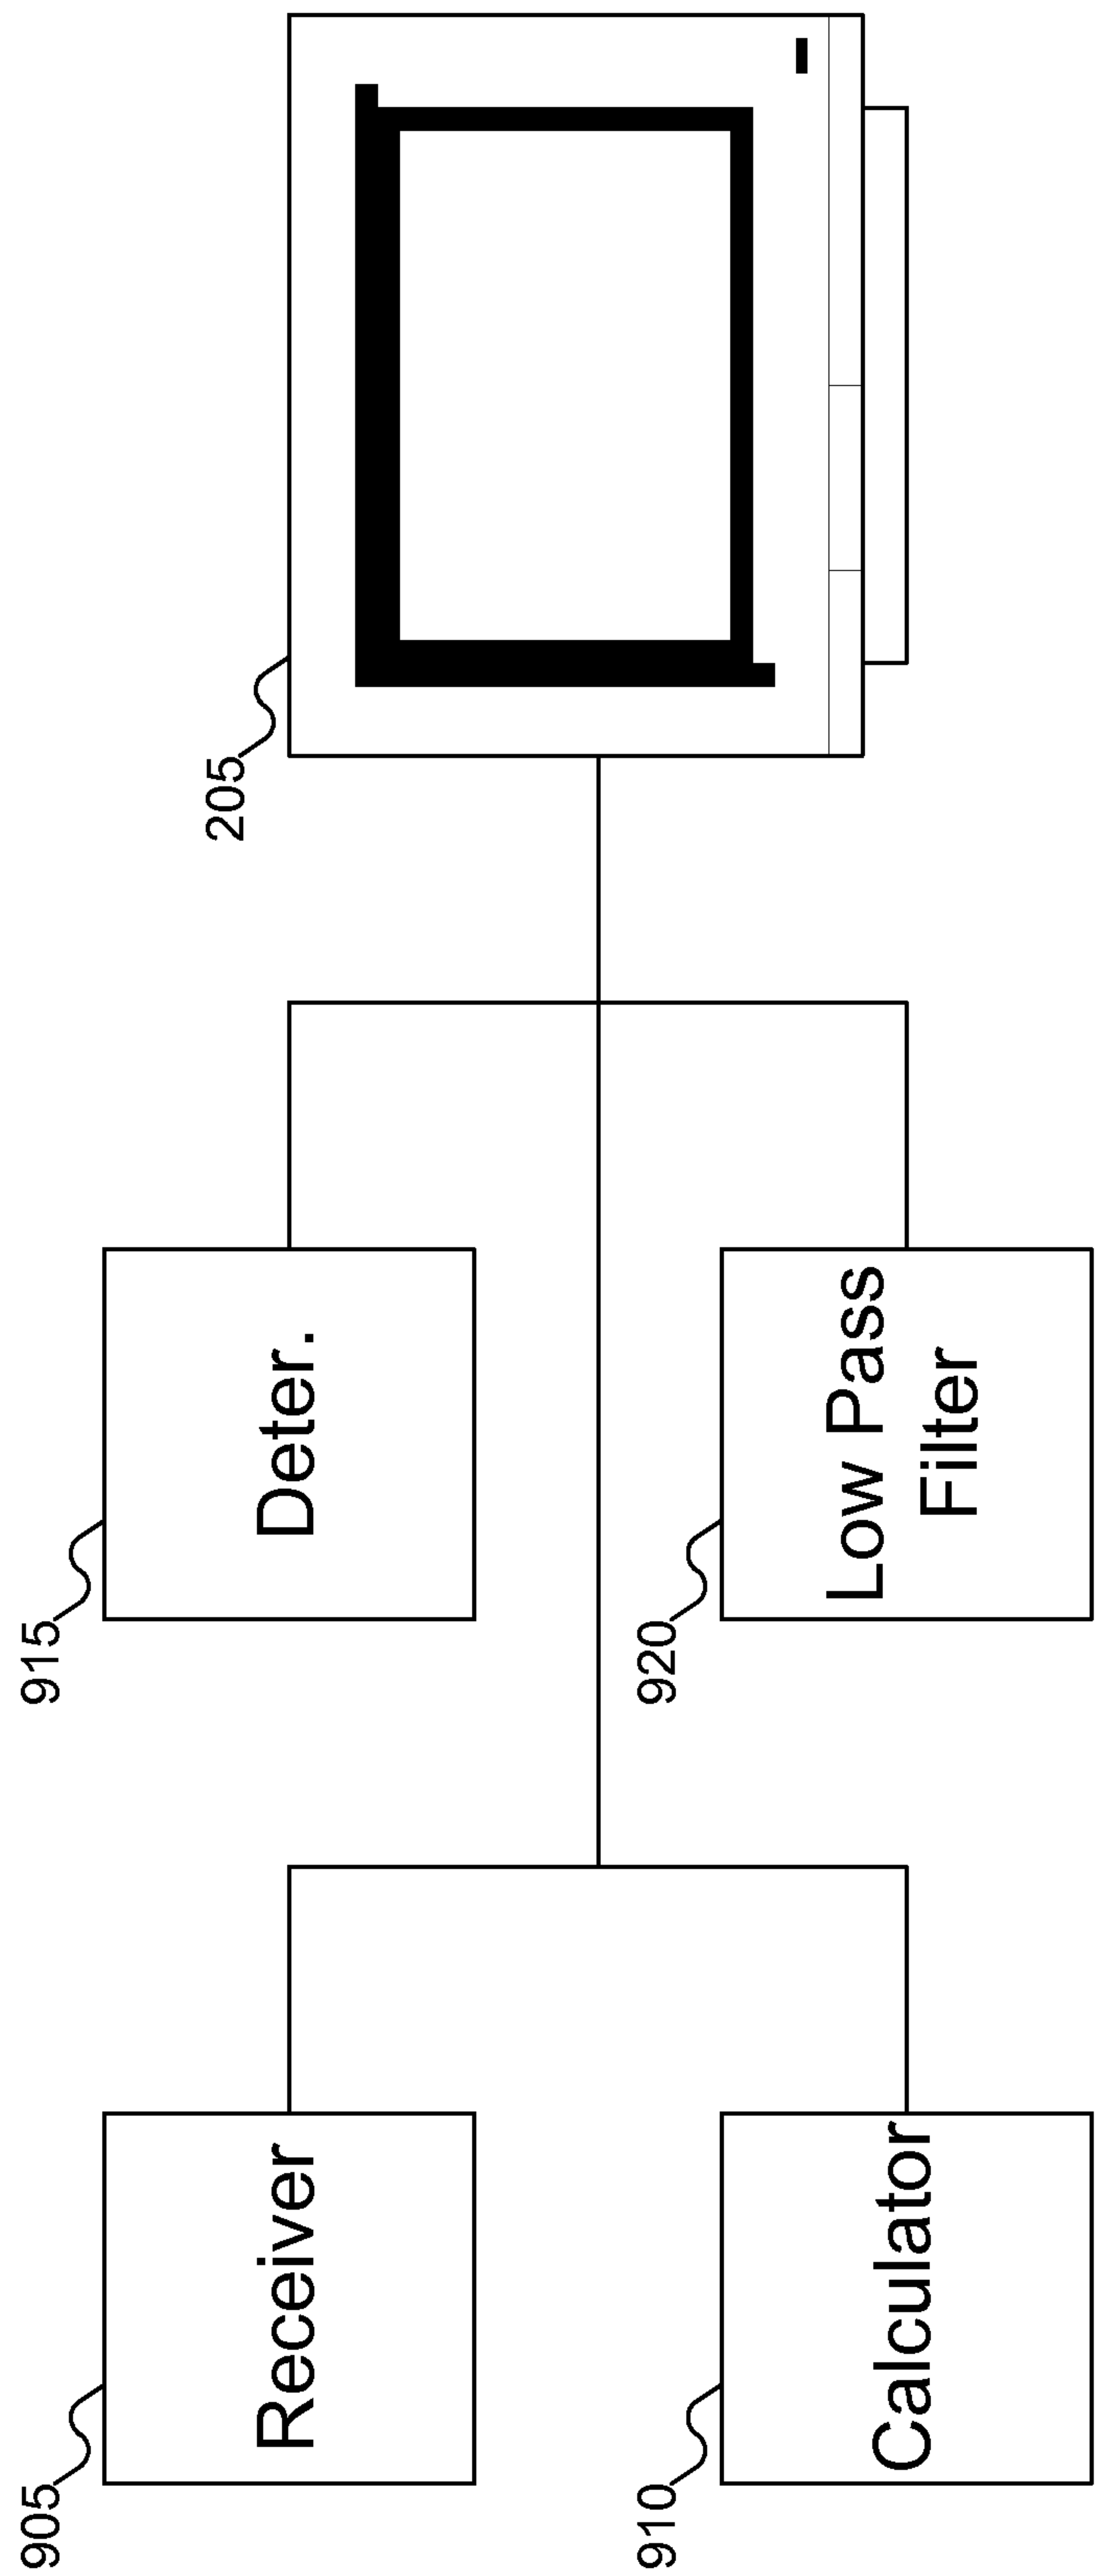 905
Receiver
915
Deter.
205
910
Calculator
920
Low Pass
Filter